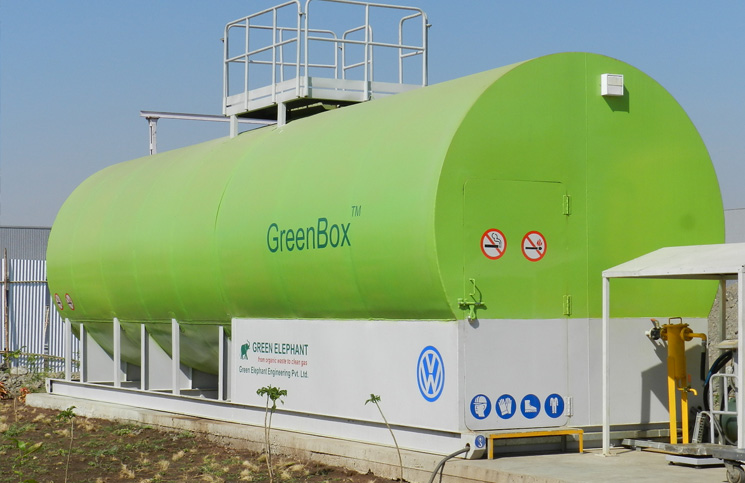 GreenBox™
GREEN ELEPHANT
from organic waste to clean gas
Green Elephant Engineering Pvt. Ltd.